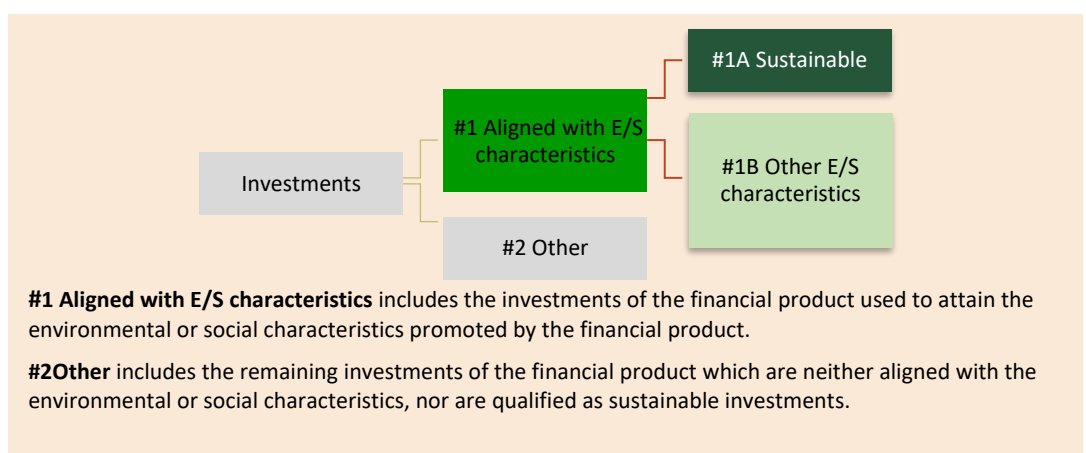 #1A Sustainable
#1 Aligned with E/S
characteristics
#1B Other E/S
characteristics
Investments
#2 Other
#1 Aligned with E/S characteristics includes the investments of the financial product used to attain the
environmental or social characteristics promoted by the financial product.
#2Other includes the remaining investments of the financial product which are neither aligned with the
environmental or social characteristics, nor are qualified as sustainable investments.